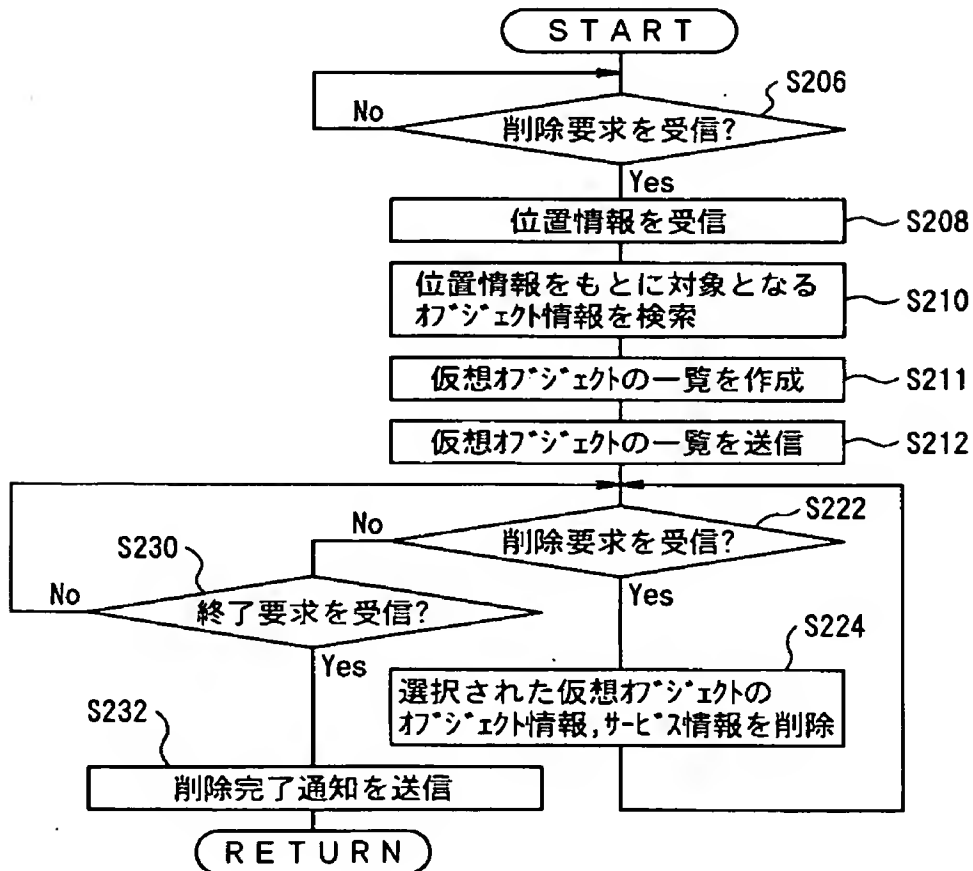 START
S206
No
削除要求を受信?
Yes
位置情報を受信
S208
位置情報をもとに対象となる
オブジェクト情報を検索
S210
仮想オブジェクトの一覧を作成
S211
仮想オブジェクトの一覧を送信
S212
S222
No
削除要求を受信?
S230
Yes
No
終了要求を受信?
S224
Yes
選択された仮想オブジェクトの
オブジェクト情報,サービス情報を削除
S232
削除完了通知を送信
RETURN